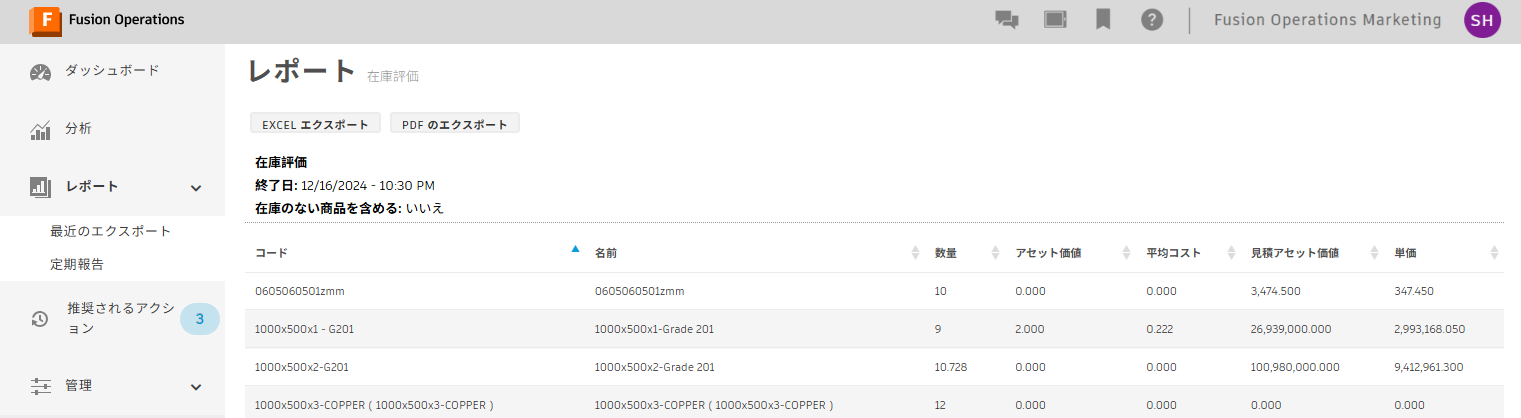 F Fusion Operations
Fusion Operations Marketing SH
ダッシュボード
分析
レポート
最近のエクスポート
定期報告
推奨されるアクシ
ョン
3
管理
レポート 在庫評価
EXCEL エクスポート PDF のエクスポート
在庫評価
終了日: 12/16/2024 - 10:30 PM
在庫のない商品を含める: いいえ
コード 名前 数量 アセット価値 平均コスト 見積アセット価値 単価
0605060501zmm 0605060501zmm 10 0.000 0.000 3,474.500 347.450
1000x500x1 - G201 1000x500x1-Grade 201 9 2.000 0.222 26,939,000.000 2,993,168.050
1000x500x2-G201 1000x500x2-Grade 201 10.728 0.000 0.000 100,980,000.000 9,412,961.300
1000x500x3-COPPER ( 1000x500x3-COPPER ) 1000x500x3-COPPER ( 1000x500x3-COPPER ) 12 0.000 0.000 0.000 0.000